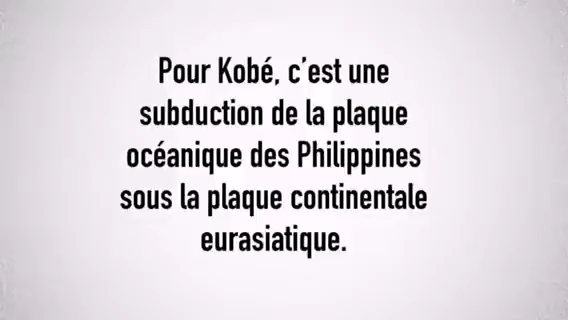 Pour Kobé, c’est une
subduction de la plaque
océanique des Philippines
sous la plaque continentale
eurasiatique.